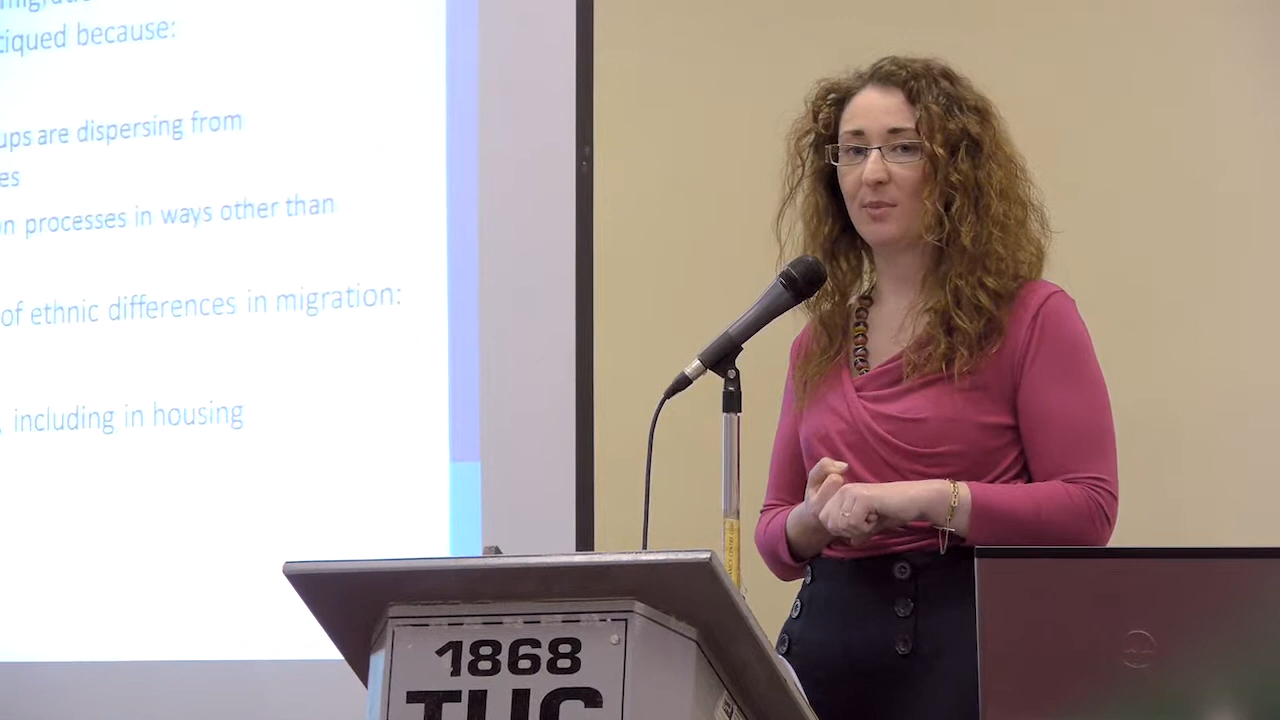 tiqued because:
ups are dispersing from
es
n processes in ways other than
of ethnic differences in migration:
, including in housing
1868
TUC